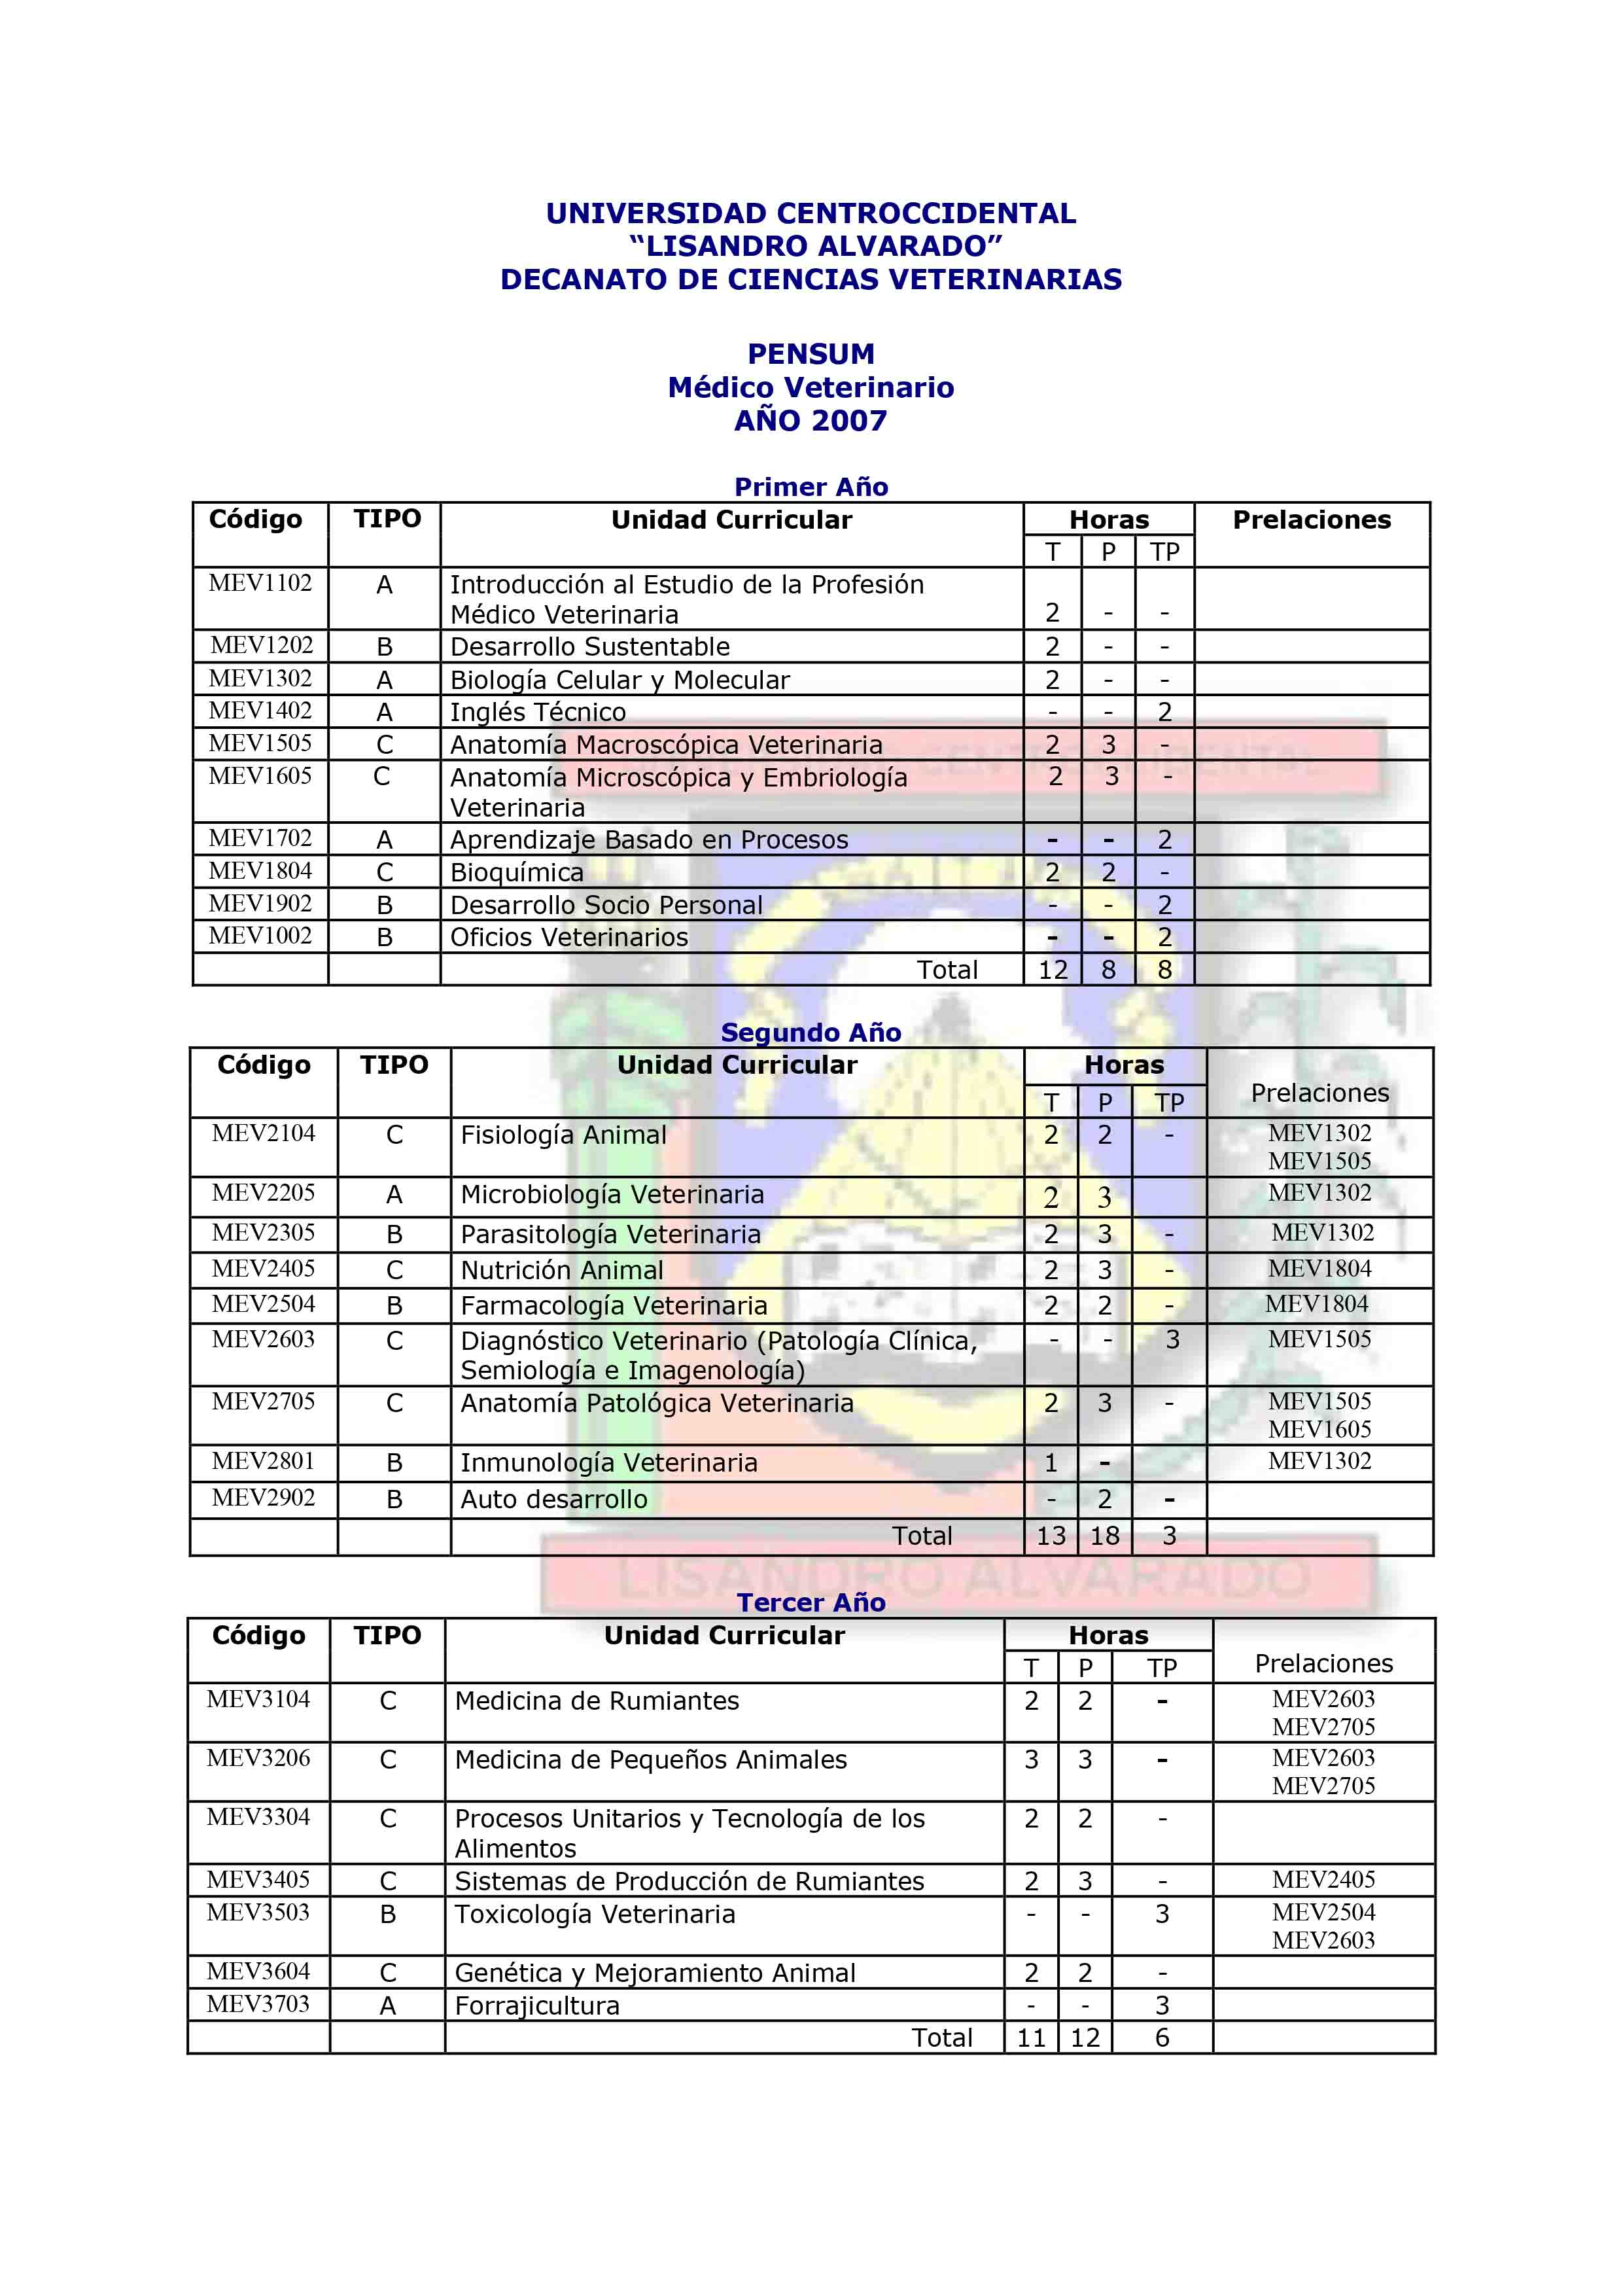 UNIVERSIDAD CENTROCCIDENTAL
“LISANDRO ALVARADO”
DECANATO DE CIENCIAS VETERINARIAS
PENSUM
Médico Veterinario
AÑO 2007
Primer Año
Código TIPO Unidad Curricular Horas Prelaciones
T P TP
MEV1102 A Introducción al Estudio de la Profesión
Médico Veterinaria 2 - -
MEV1202 B Desarrollo Sustentable 2 - -
MEV1302 A Biología Celular y Molecular 2 - -
MEV1402 A Inglés Técnico - - 2
MEV1505 C Anatomía Macroscópica Veterinaria 2 3 -
MEV1605 C Anatomía Microscópica y Embriología 2 3 -
Veterinaria
MEV1702 A Aprendizaje Basado en Procesos - - 2
MEV1804 C Bioquímica 2 2 -
MEV1902 B Desarrollo Socio Personal - - 2
MEV1002 B Oficios Veterinarios - - 2
Total 12 8 8
Segundo Año
Código TIPO Unidad Curricular Horas
Prelaciones
T P TP
MEV2104 C Fisiología Animal 2 2 - MEV1302
MEV1505
MEV2205 A Microbiología Veterinaria 2 3 MEV1302
MEV2305 B Parasitología Veterinaria 2 3 - MEV1302
MEV2405 C Nutrición Animal 2 3 - MEV1804
MEV2504 B Farmacología Veterinaria 2 2 - MEV1804
MEV2603 C Diagnóstico Veterinario (Patología Clínica, - - 3 MEV1505
Semiología e Imagenología)
MEV2705 C Anatomía Patológica Veterinaria 2 3 - MEV1505
MEV1605
MEV2801 B Inmunología Veterinaria 1 - MEV1302
MEV2902 B Auto desarrollo - 2 -
Total 13 18 3
LISANDRO ALVARADO
Tercer Año
Código TIPO Unidad Curricular Horas
Prelaciones
T P TP
MEV3104 C Medicina de Rumiantes 2 2 - MEV2603
MEV2705
MEV3206 C Medicina de Pequeños Animales 3 3 - MEV2603
MEV2705
MEV3304 C Procesos Unitarios y Tecnología de los 2 2 -
Alimentos
MEV3405 C Sistemas de Producción de Rumiantes 2 3 - MEV2405
MEV3503 B Toxicología Veterinaria - - 3 MEV2504
MEV2603
MEV3604 C Genética y Mejoramiento Animal 2 2 -
MEV3703 A Forrajicultura - - 3
Total 11 12 6